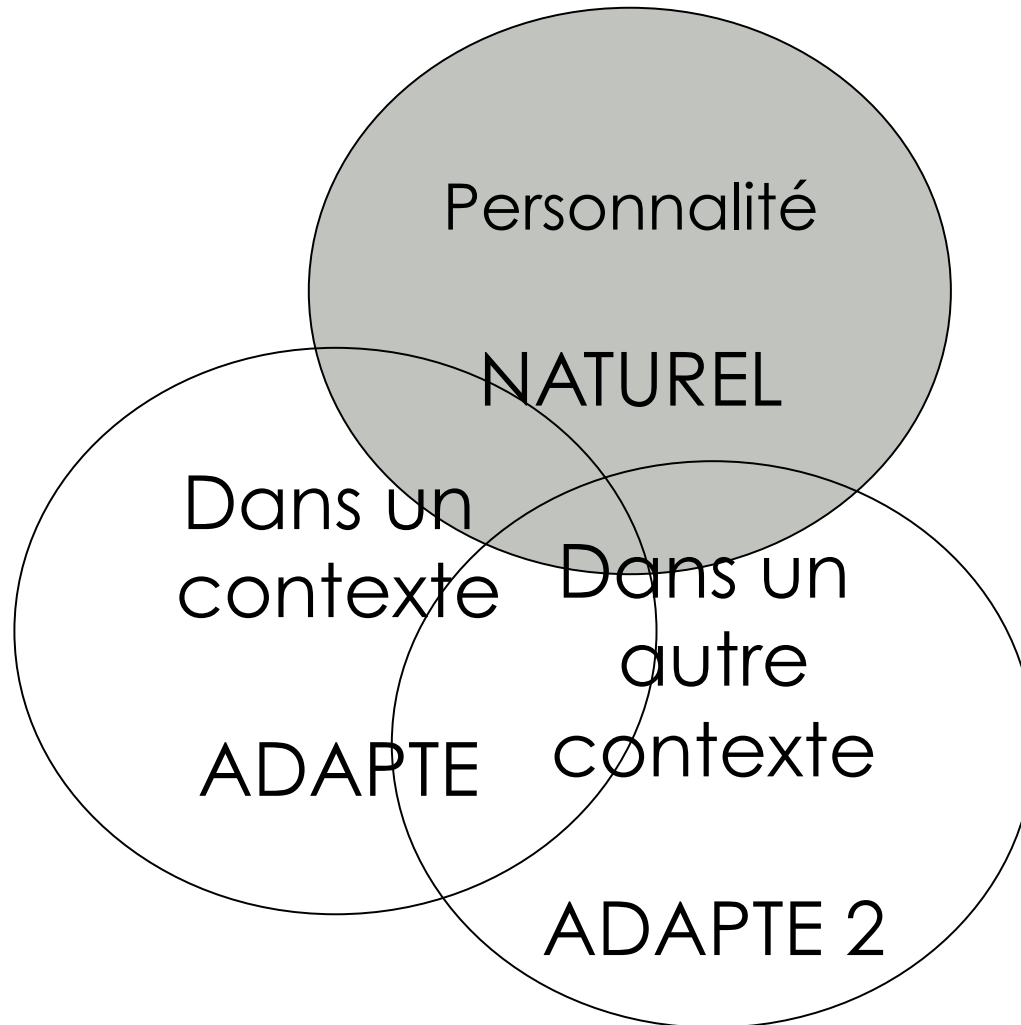 Personnalité
NATUREL
Dans un
contexte
ADAPTE
Dans un
autre
contexte
ADAPTE 2